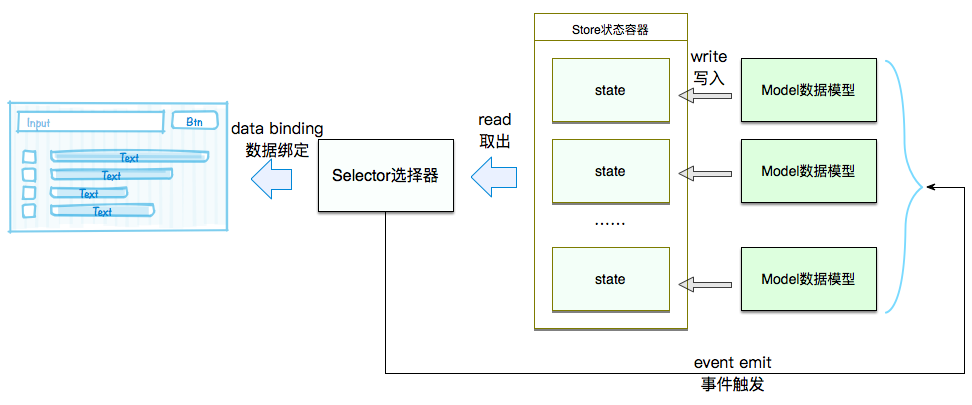 Input
Btn
Text
Text
Text
Text
data binding
数据绑定
Selector选择器
read
取出
Store状态容器
state
state
······
state
write
写入
Model数据模型
Model数据模型
Model数据模型
event emit
事件触发